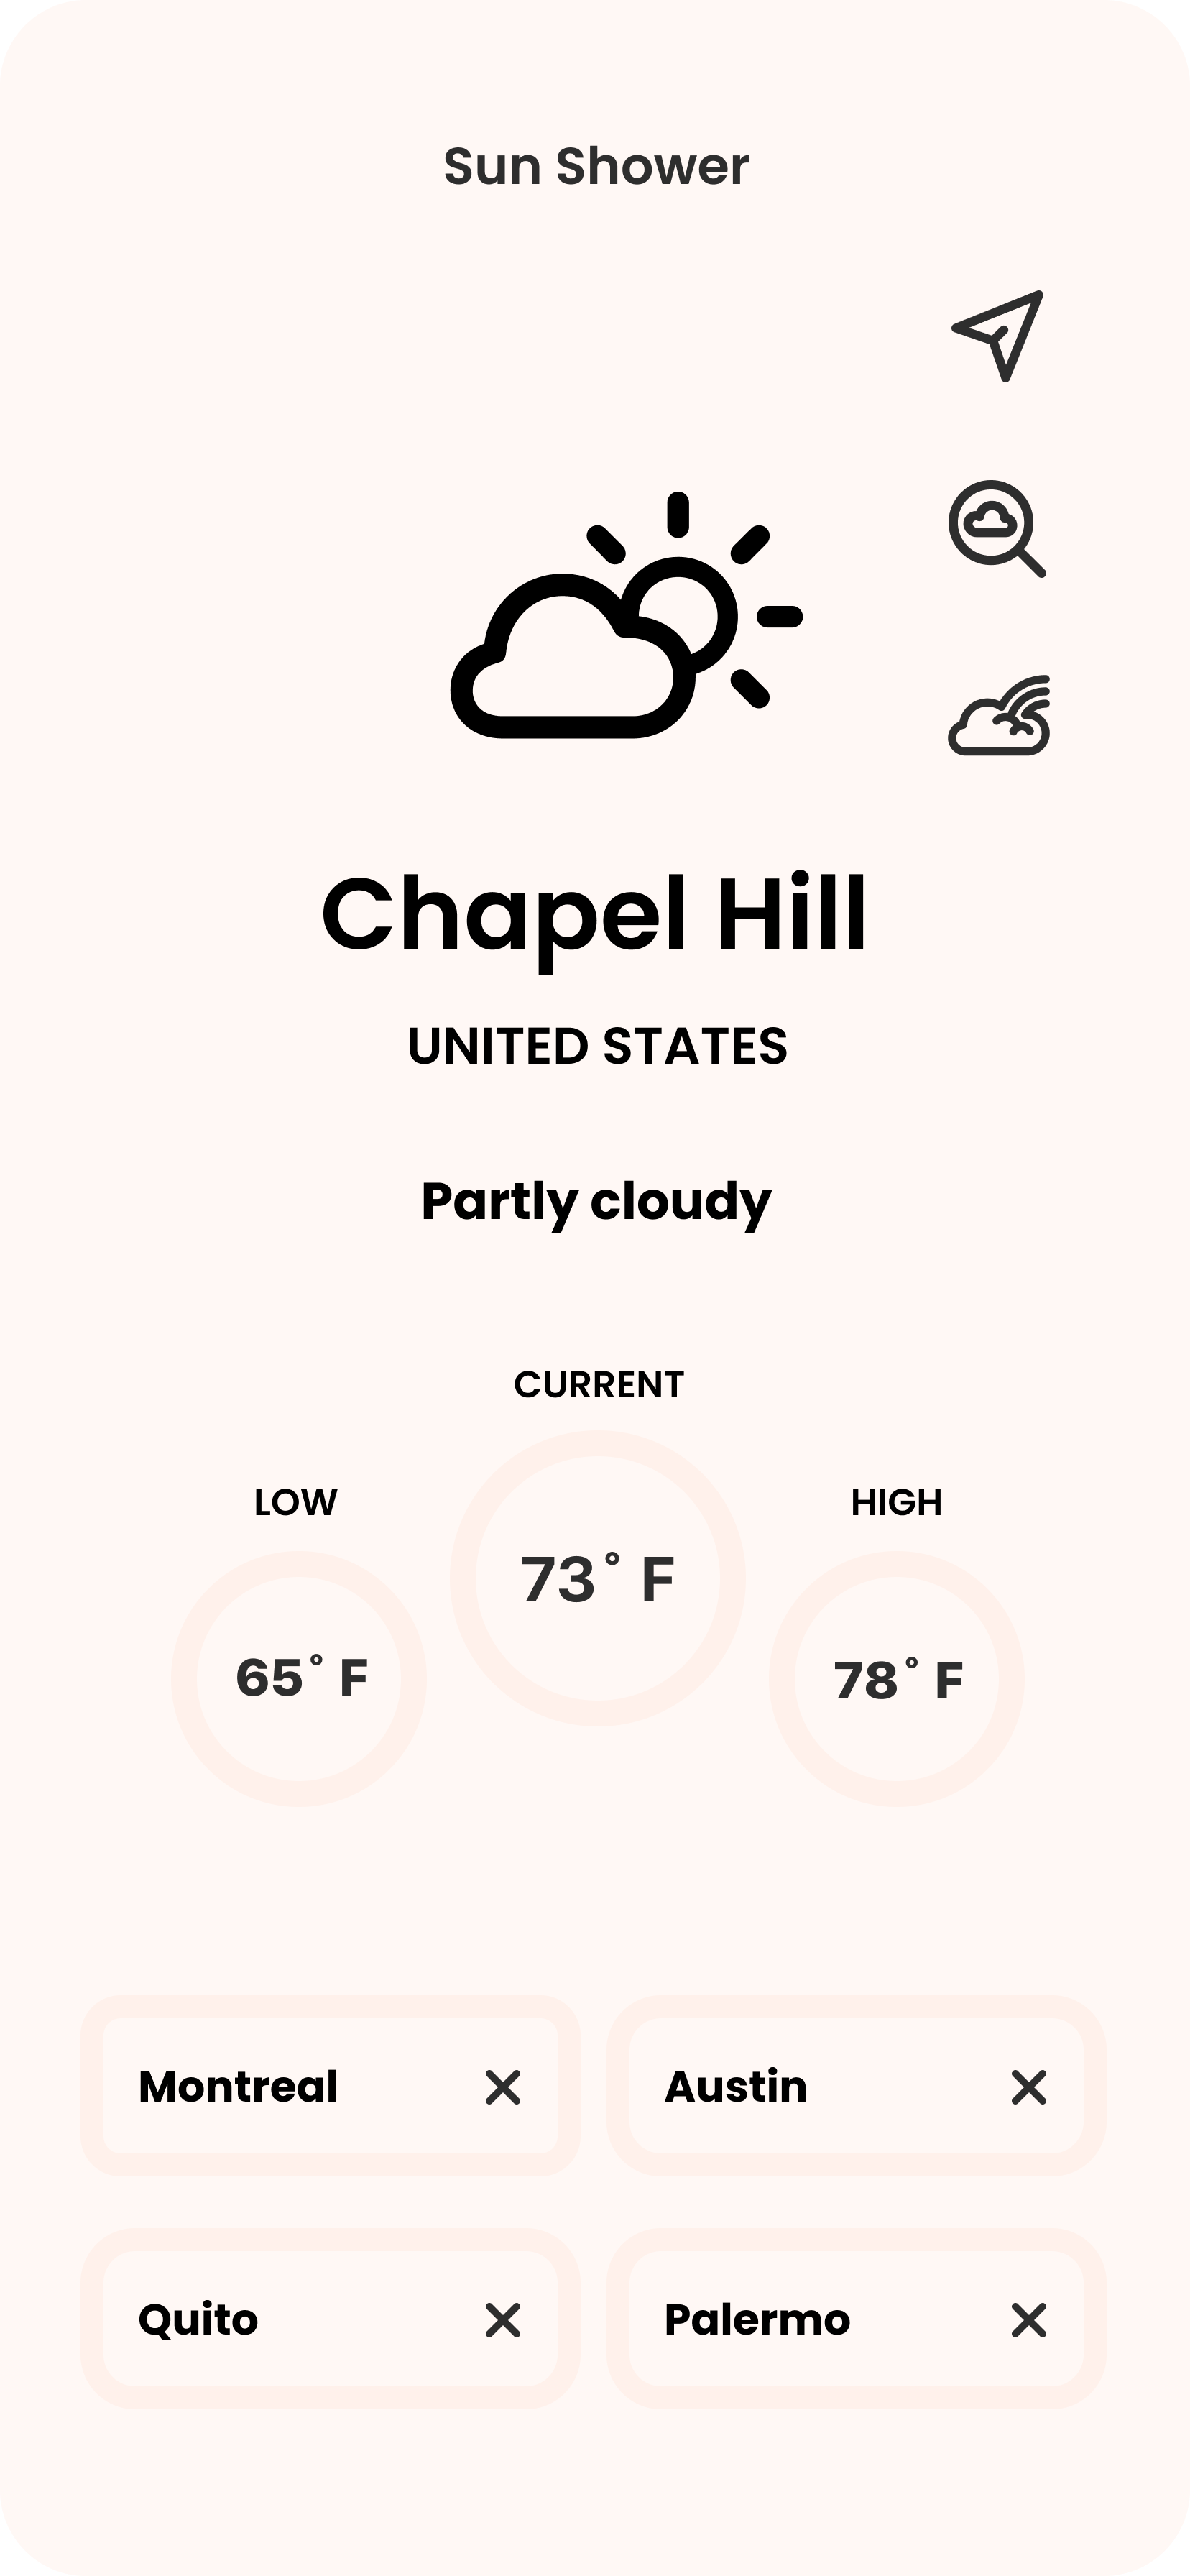 Sun Shower
Chapel Hill
UNITED STATES
Partly cloudy
CURRENT
LOW
HIGH
73° F
65° F
78° F
Montreal
Austin
Quito
Palermo